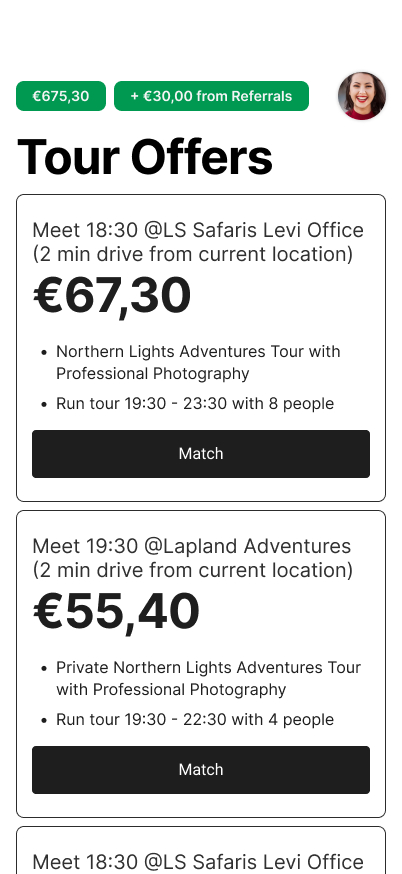 €675,30
+ €30,00 from Referrals
Tour Offers
Meet 18:30 @LS Safaris Levi Office
(2 min drive from current location)
€67,30
• Northern Lights Adventures Tour with
Professional Photography
• Run tour 19:30 - 23:30 with 8 people
Match
Meet 19:30 @Lapland Adventures
(2 min drive from current location)
€55,40
• Private Northern Lights Adventures Tour
with Professional Photography
• Run tour 19:30 - 22:30 with 4 people
Match
Meet 18:30 @LS Safaris Levi Office